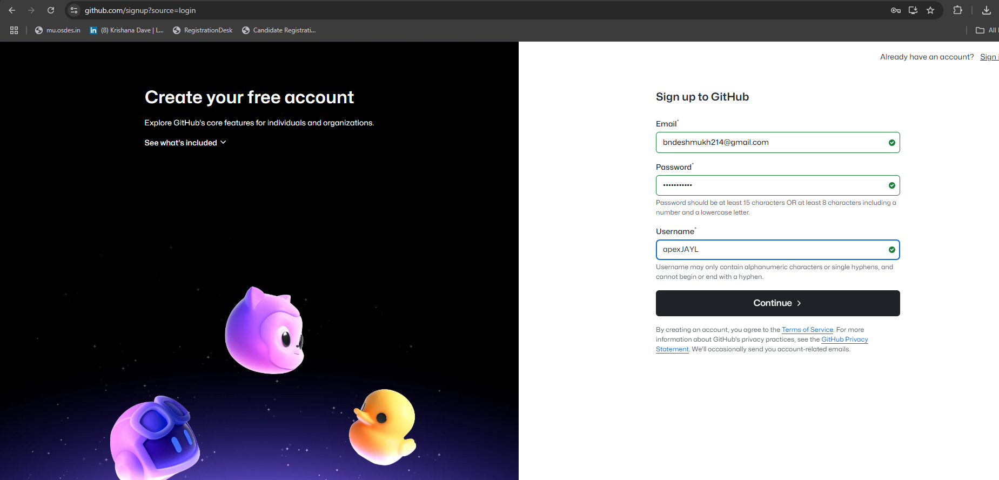 github.com/signup?source=login
mu.osdes.in
(8) Krishana Dave | L...
RegistrationDesk
Candidate Registrati...
All
Already have an account? Sign i
Create your free account
Explore GitHub's core features for individuals and organizations.
See what's included
Sign up to GitHub
Email*
bndeshmukh214@gmail.com
Password*
•••••••••••
Password should be at least 15 characters OR at least 8 characters including a
number and a lowercase letter.
Username*
apexJAYL
Username may only contain alphanumeric characters or single hyphens, and
cannot begin or end with a hyphen.
Continue
By creating an account, you agree to the Terms of Service. For more
information about GitHub's privacy practices, see the GitHub Privacy
Statement. We'll occasionally send you account-related emails.